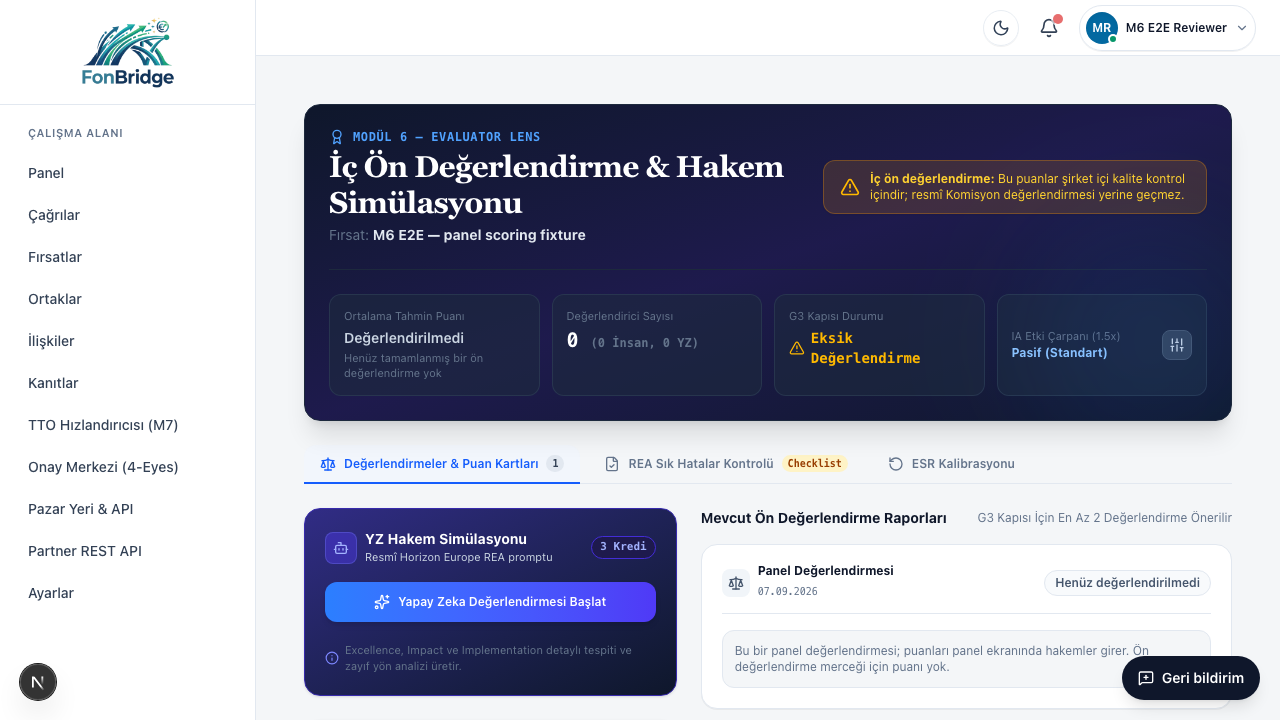 FonBridge
MR
M6 E2E Reviewer
ÇALIŞMA ALANI
Panel
Çağrılar
Fırsatlar
Ortaklar
İlişkiler
Kanıtlar
TTO Hızlandırıcısı (M7)
Onay Merkezi (4-Eyes)
Pazar Yeri & API
Partner REST API
Ayarlar
N
MODÜL 6 — EVALUATOR LENS
İç Ön Değerlendirme & Hakem
Simülasyonu
Fırsat: M6 E2E — panel scoring fixture
İç ön değerlendirme: Bu puanlar şirket içi kalite kontrol
içindir; resmî Komisyon değerlendirmesi yerine geçmez.
Ortalama Tahmin Puanı
Değerlendirilmedi
Henüz tamamlanmış bir ön
değerlendirme yok
Değerlendirici Sayısı
0 (0 İnsan, 0 YZ)
G3 Kapısı Durumu
Eksik
Değerlendirme
IA Etki Çarpanı (1.5x)
Pasif (Standart)
Değerlendirmeler & Puan Kartları 1
REA Sık Hatalar Kontrolü Checklist
ESR Kalibrasyonu
YZ Hakem Simülasyonu
Resmî Horizon Europe REA promptu
3 Kredi
Yapay Zeka Değerlendirmesi Başlat
Excellence, Impact ve Implementation detaylı tespiti ve
zayıf yön analizi üretir.
Mevcut Ön Değerlendirme Raporları
G3 Kapısı İçin En Az 2 Değerlendirme Önerilir
Panel Değerlendirmesi
07.09.2026
Henüz değerlendirilmedi
Bu bir panel değerlendirmesi; puanları panel ekranında hakemler girer. Ön
değerlendirme merceği için puanı yok.
Geri bildirim